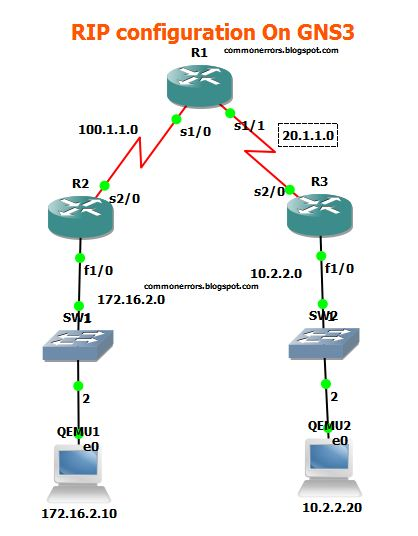 RIP configuration On GNS3
commonerrors.blogspot.com
R1
100.1.1.0
s1/0
s1/1
20.1.1.0
R2
s2/0
s2/0
R3
f1/0
10.2.2.0
f1/0
commonerrors.blogspot.com
172.16.2.0
SW1
1
SW2
1
2
2
QEMU1
e0
QEMU2
e0
172.16.2.10
10.2.2.20